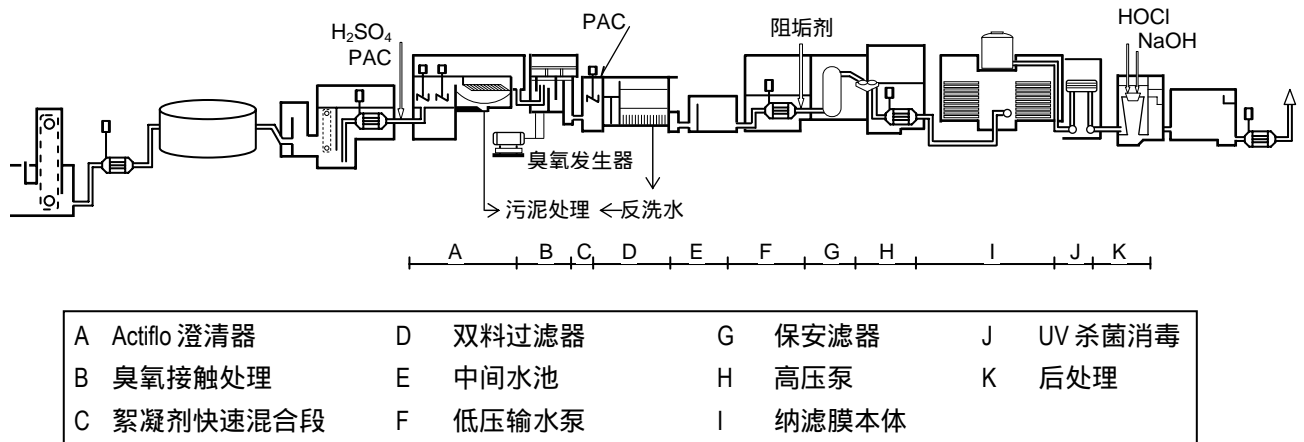 H₂SO₄
PAC
PAC
阻垢剂
HOCl
NaOH
臭氧发生器
污泥处理
反洗水
A B C D E F G H I J K
A Actiflo 澄清器 D 双料过滤器 G 保安滤器 J UV 杀菌消毒
B 臭氧接触处理 E 中间水池 H 高压泵 K 后处理
C 絮凝剂快速混合段 F 低压输水泵 I 纳滤膜本体